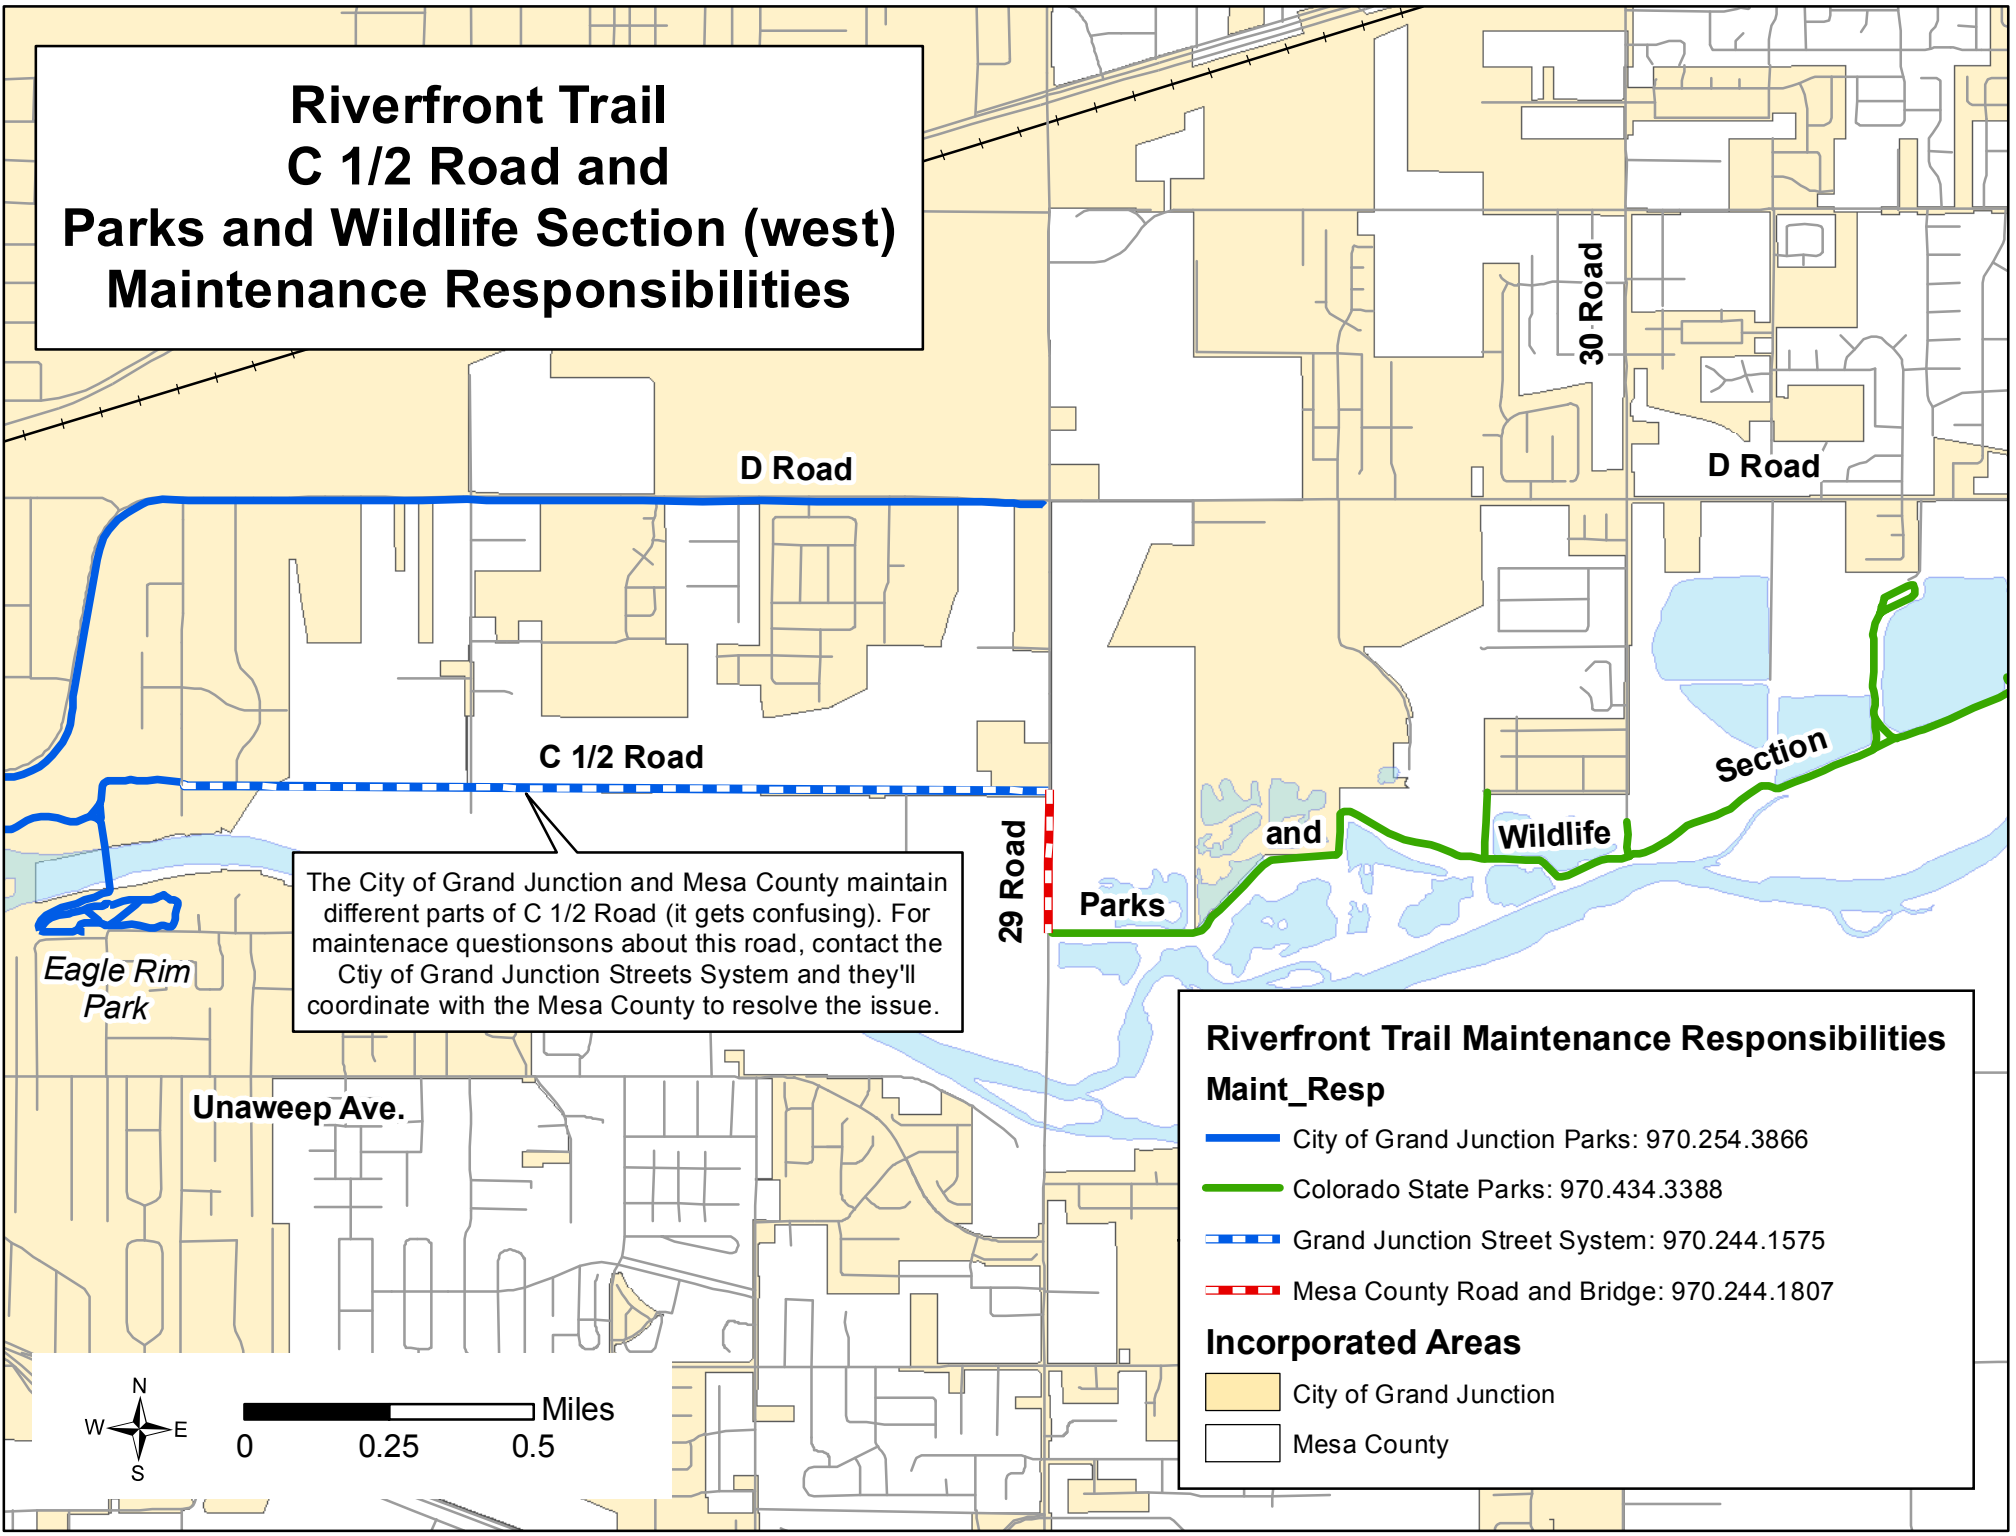 Riverfront Trail
C 1/2 Road and
Parks and Wildlife Section (west)
Maintenance Responsibilities
30 Road
D Road
D Road
C 1/2 Road
Section
and
Wildlife
29 Road
Parks
The City of Grand Junction and Mesa County maintain
different parts of C 1/2 Road (it gets confusing). For
maintenace questionsons about this road, contact the
Ctiy of Grand Junction Streets System and they'll
coordinate with the Mesa County to resolve the issue.
Eagle Rim
Park
Unaweep Ave.
Riverfront Trail Maintenance Responsibilities
Maint_Resp
City of Grand Junction Parks: 970.254.3866
Colorado State Parks: 970.434.3388
Grand Junction Street System: 970.244.1575
Mesa County Road and Bridge: 970.244.1807
Incorporated Areas
City of Grand Junction
Mesa County
N
W E
S
Miles
0 0.25 0.5